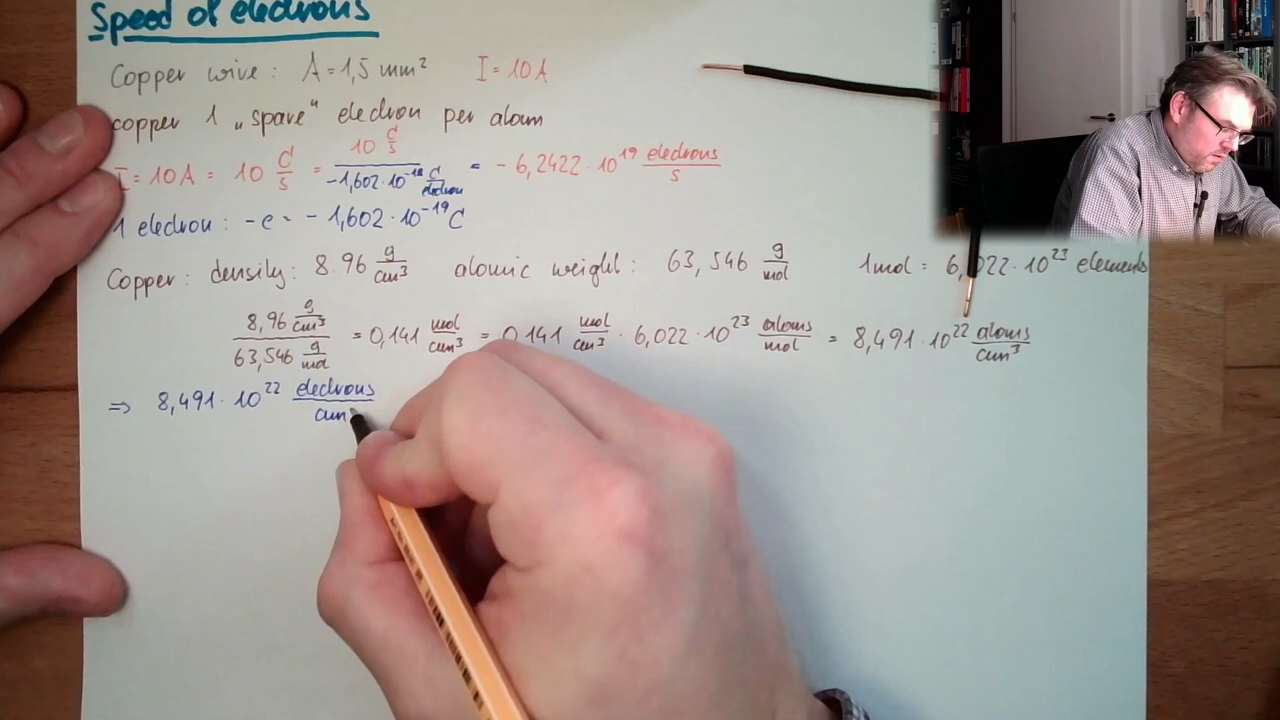 Speed of electrons
Copper wire: A = 1,5 mm² I = 10 A
copper 1 „spare" electron per atom
I = 10 A = 10 C/s = 10 C/s / -1,602·10⁻¹⁹ C/electron = - 6,2422·10¹⁹ electrons/s
1 electron: -e = - 1,602·10⁻¹⁹ C
Copper: density: 8.96 g/cm³ atomic weight: 63,546 g/mol 1 mol = 6,022·10²³ elements
8,96 g/cm³ / 63,546 g/mol = 0,141 mol/cm³ = 0,141 mol/cm³ · 6,022·10²³ atoms/mol = 8,491·10²² atoms/cm³
⇒ 8,491·10²² electrons/cm